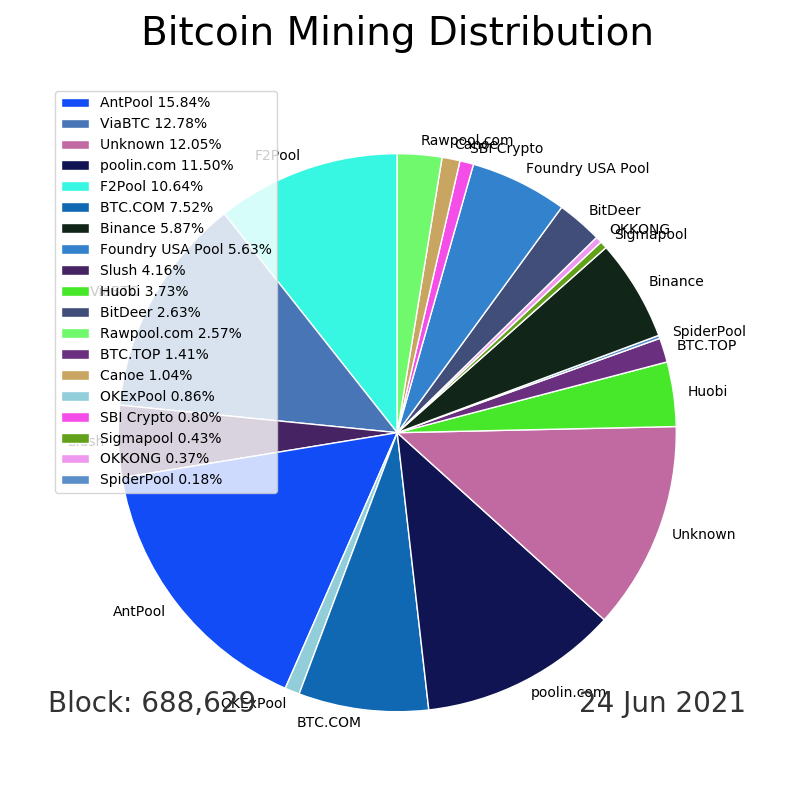 Bitcoin Mining Distribution
AntPool 15.84%
ViaBTC 12.78%
Unknown 12.05%
poolin.com 11.50%
F2Pool 10.64%
BTC.COM 7.52%
Binance 5.87%
Foundry USA Pool 5.63%
Slush 4.16%
Huobi 3.73%
BitDeer 2.63%
Rawpool.com 2.57%
BTC.TOP 1.41%
Canoe 1.04%
OKExPool 0.86%
SBI Crypto 0.80%
Sigmapool 0.43%
OKKONG 0.37%
SpiderPool 0.18%
F2Pool
Rawpool.com
Canoe
SBI Crypto
Foundry USA Pool
BitDeer
OKKONG
Sigmapool
Binance
SpiderPool
BTC.TOP
Huobi
Unknown
poolin.com
BTC.COM
OKExPool
AntPool
Slush
ViaBTC
Block: 688,629
24 Jun 2021